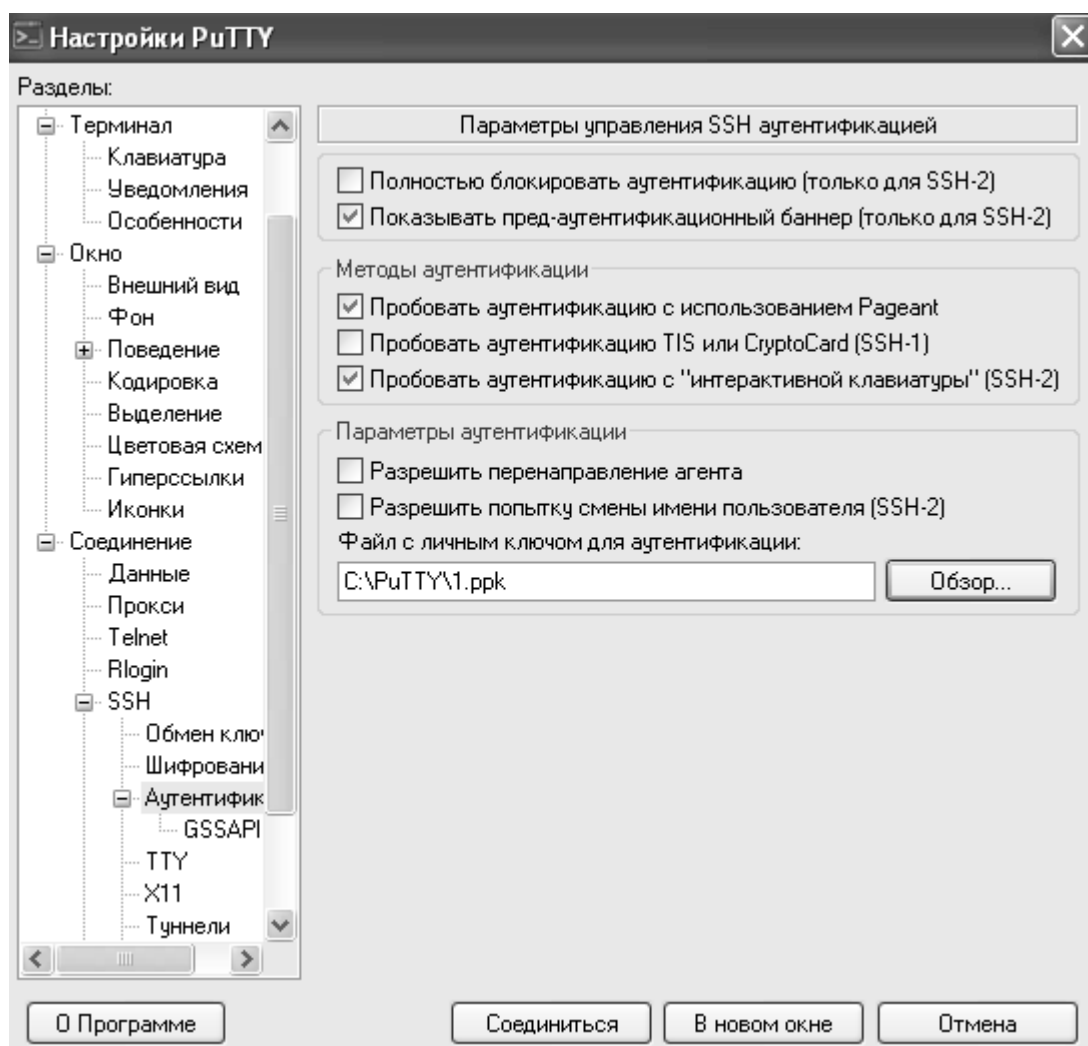 Настройки PuTTY
Разделы:
Терминал
Клавиатура
Уведомления
Особенности
Окно
Внешний вид
Фон
Поведение
Кодировка
Выделение
Цветовая схем
Гиперссылки
Иконки
Соединение
Данные
Прокси
Telnet
Rlogin
SSH
Обмен клю
Шифровани
Аутентифик
GSSAPI
TTY
X11
Туннели
Параметры управления SSH аутентификацией
Полностью блокировать аутентификацию (только для SSH-2)
Показывать пред-аутентификационный баннер (только для SSH-2)
Методы аутентификации
Пробовать аутентификацию с использованием Pageant
Пробовать аутентификацию TIS или CryptoCard (SSH-1)
Пробовать аутентификацию с "интерактивной клавиатуры" (SSH-2)
Параметры аутентификации
Разрешить перенаправление агента
Разрешить попытку смены имени пользователя (SSH-2)
Файл с личным ключом для аутентификации:
C:\PuTTY\1.ppk
Обзор...
О Программе
Соединиться
В новом окне
Отмена